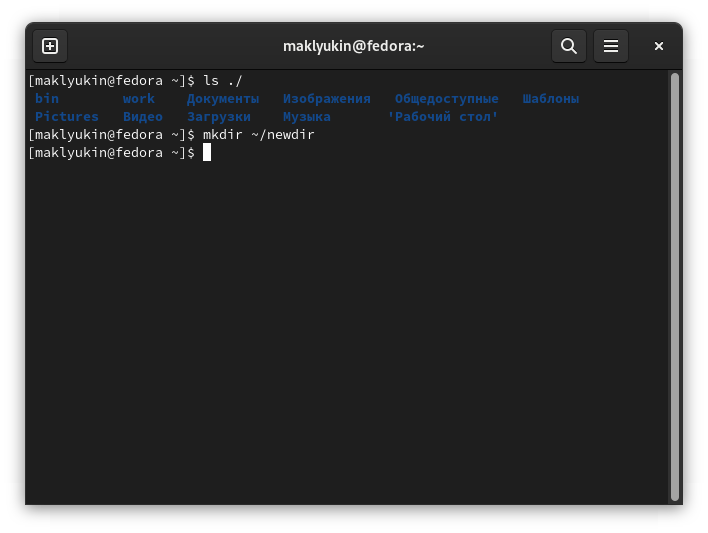 maklyukin@fedora:~
[maklyukin@fedora ~]$ ls ./
bin work Документы Изображения Общедоступные Шаблоны
Pictures Видео Загрузки Музыка 'Рабочий стол'
[maklyukin@fedora ~]$ mkdir ~/newdir
[maklyukin@fedora ~]$